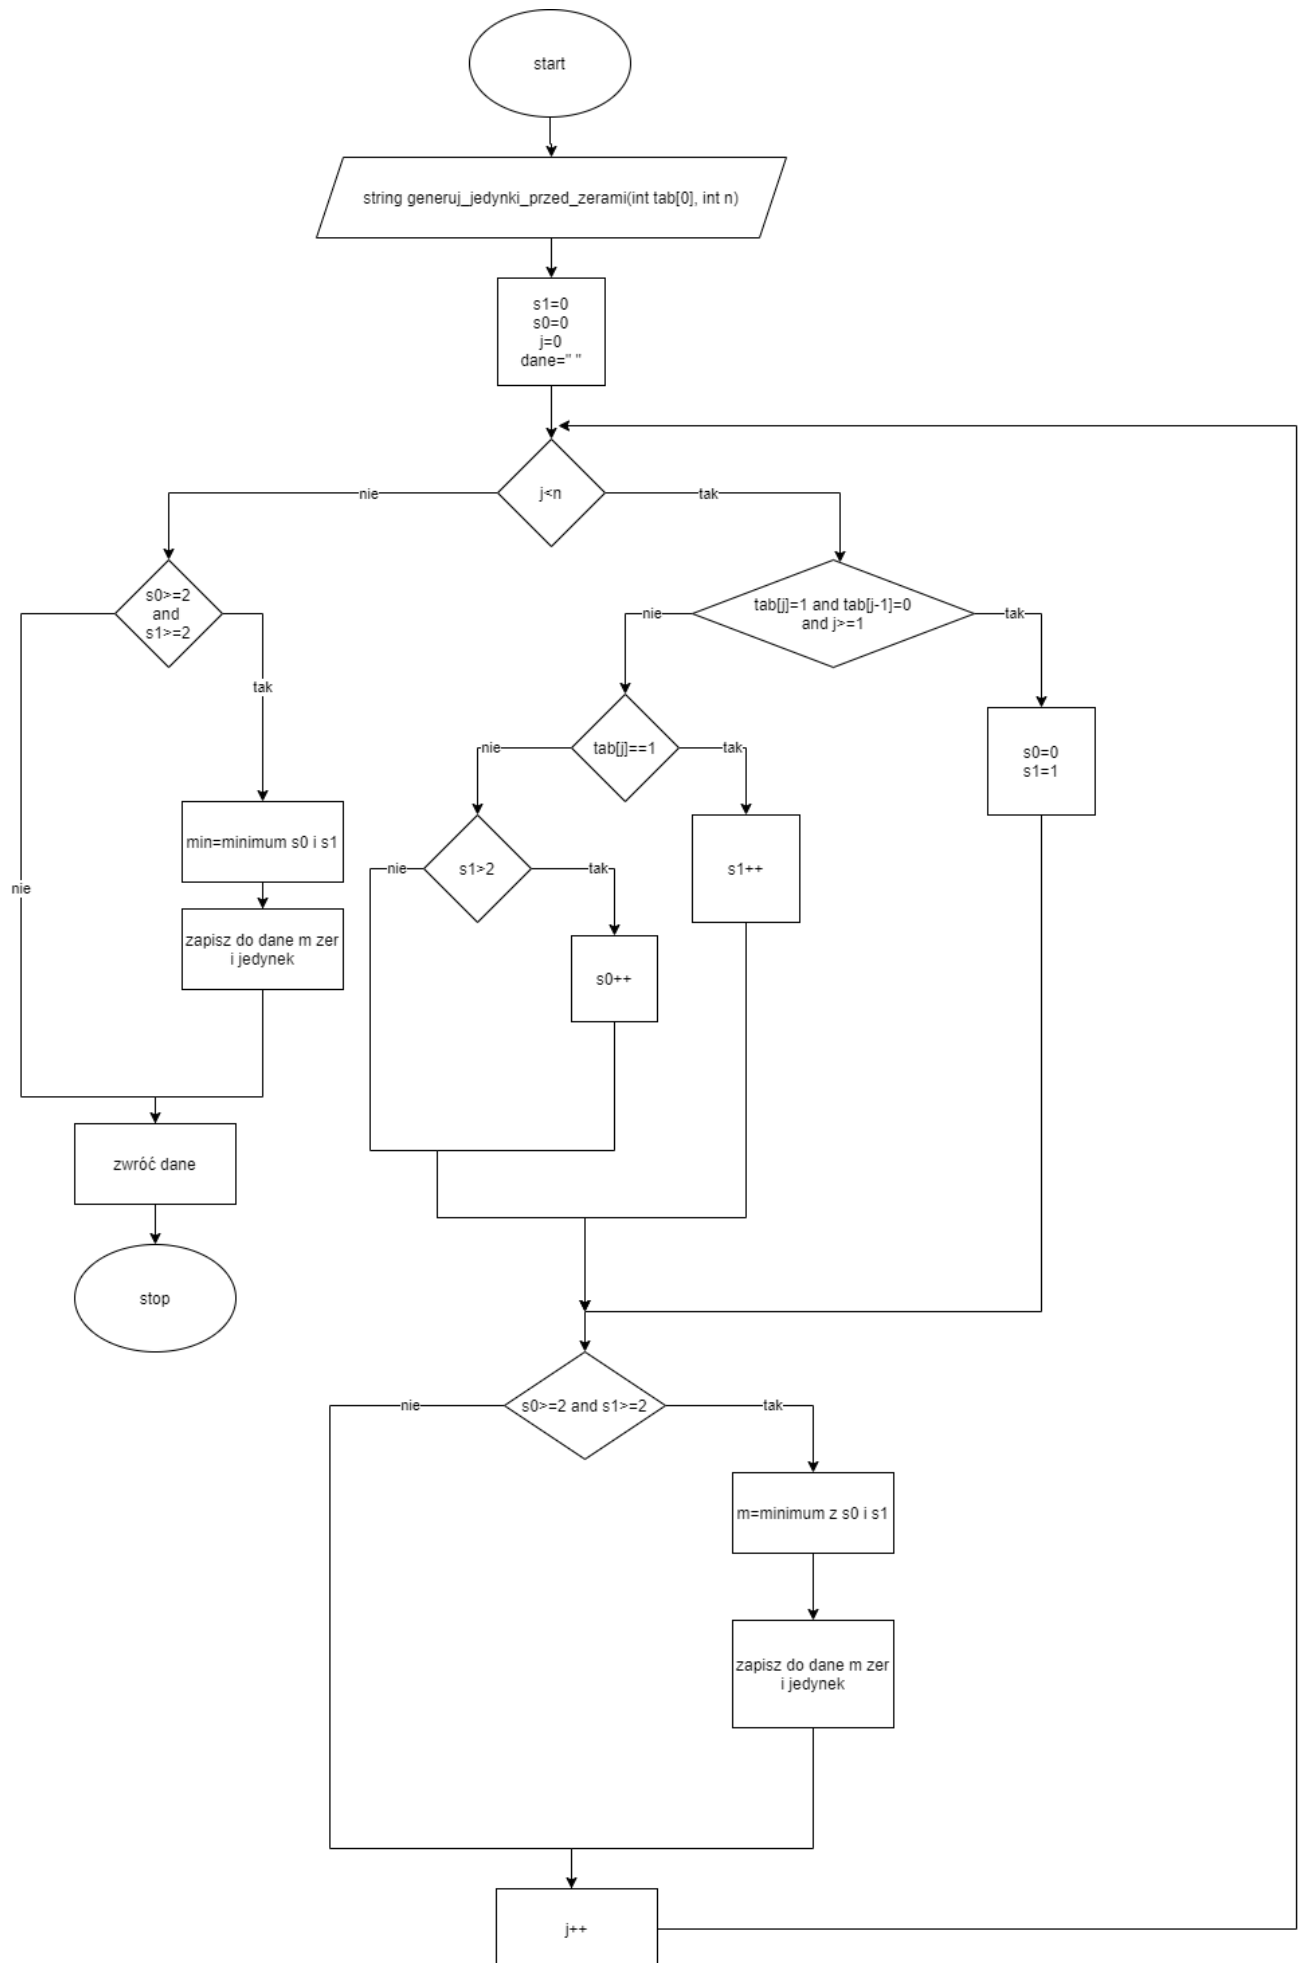 start
string generuj_jedynki_przed_zerami(int tab[0], int n)
s1=0
s0=0
j=0
dane=" "
j<n
nie
tak
s0>=2
and
s1>=2
tab[j]=1 and tab[j-1]=0
and j>=1
nie
tak
tak
tab[j]==1
nie
tak
s0=0
s1=1
min=minimum s0 i s1
s1>2
nie
tak
s1++
nie
zapisz do dane m zer
i jedynek
s0++
zwróć dane
stop
s0>=2 and s1>=2
nie
tak
m=minimum z s0 i s1
zapisz do dane m zer
i jedynek
j++